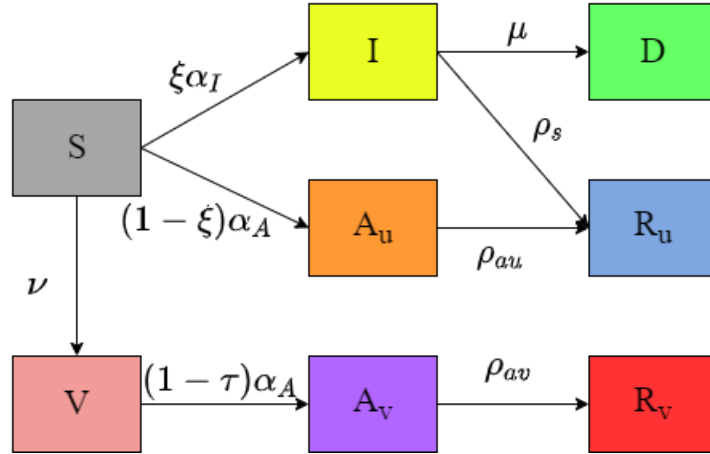 I
μ
D
ξα_I
S
ρ_s
(1 − ξ)α_A
A_u
ρ_au
R_u
ν
V
(1 − τ)α_A
A_v
ρ_av
R_v